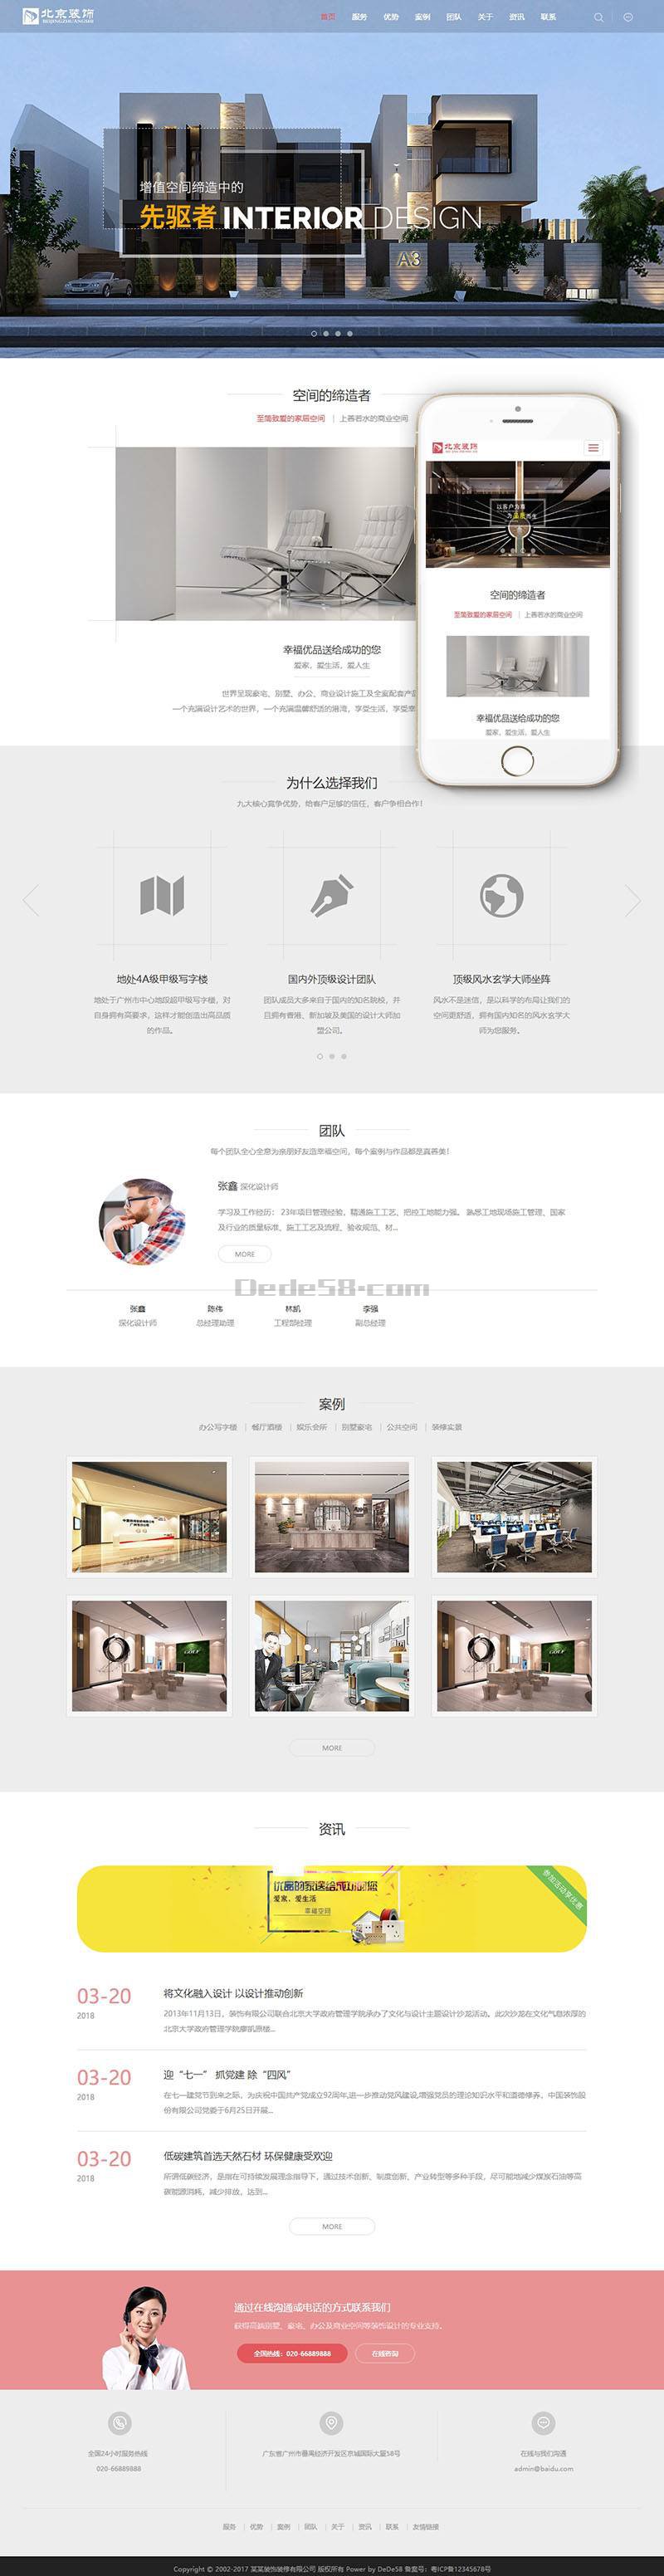 北京装饰
BEIJINGZHUANGSHI
首页 服务 优势 案例 团队 关于 资讯 联系
增值空间缔造中的
先驱者 INTERIOR DESIGN
A3
空间的缔造者
至简致爱的家居空间 | 上善若水的商业空间
北京装饰
以客户为尊
为品质而生
空间的缔造者
至简致爱的家居空间 | 上善若水的商业空间
幸福优品送给成功的您
爱家、爱生活、爱人生
幸福优品送给成功的您
爱家、爱生活、爱人生
世界呈现豪宅、别墅、办公、商业设计施工及全案配套产品
一个充满设计艺术的世界，一个充满温馨舒适的港湾，享受生活，享受幸
为什么选择我们
九大核心竞争优势，给客户足够的信任，客户争相合作！
地处4A级甲级写字楼
地处于广州市中心地段超甲级写字楼，对
自身拥有高要求，这样才能创造出高品质
的作品。
国内外顶级设计团队
团队成员大多来自于国内的知名院校，并
且拥有香港、新加坡及美国的设计大师加
盟公司。
顶级风水玄学大师坐阵
风水不是迷信，是以科学的布局让我们的
空间更舒适，拥有国内知名的风水玄学大
师为您服务。
团队
每个团队全心全意为亲朋好友造幸福空间，每个案例与作品都是真善美！
张鑫 深化设计师
学习及工作经历： 23年项目管理经验，精通施工工艺、把控工地能力强。 熟悉工地现场施工管理、国家
及行业的质量标准、施工工艺及流程、验收规范、材...
MORE
Dede58.com
张鑫 陈伟 林凯 李强
深化设计师 总经理助理 工程部经理 副总经理
案例
办公写字楼 | 餐厅酒楼 | 娱乐会所 | 别墅豪宅 | 公共空间 | 装修实景
GOLF
GOLF
MORE
资讯
优品的家送给成功的您
爱家、爱生活
幸福空间
参加活动享优惠
03-20
2018
将文化融入设计 以设计推动创新
2013年11月13日，装饰有限公司联合北京大学政府管理学院承办了文化与设计主题设计沙龙活动。此次沙龙在文化气息浓厚的
北京大学政府管理学院廖凯原楼...
03-20
2018
迎“七一” 抓党建 除“四风”
在七一建党节到来之际，为庆祝中国共产党成立92周年,进一步推动党风建设,增强党员的理论知识水平和道德修养，中国装饰股
份有限公司党委于6月25日开展...
03-20
2018
低碳建筑首选天然石材 环保健康受欢迎
所谓低碳经济，是指在可持续发展理念指导下，通过技术创新、制度创新、产业转型等多种手段，尽可能地减少煤炭石油等高
碳能源消耗，减少排放，达到...
MORE
通过在线沟通或电话的方式联系我们
获得高端别墅、豪宅、办公及商业空间等装饰设计的专业支持。
全国热线：020-66889888
在线咨询
全国24小时服务热线
020-66889888
广东省广州市番禺经济开发区京城国际大厦58号
在线与我们沟通
admin@baidu.com
服务 | 优势 | 案例 | 团队 | 关于 | 资讯 | 联系 | 友情链接
Copyright © 2002-2017 某某装饰装修有限公司 版权所有 Power by DeDe58 备案号：粤ICP备12345678号